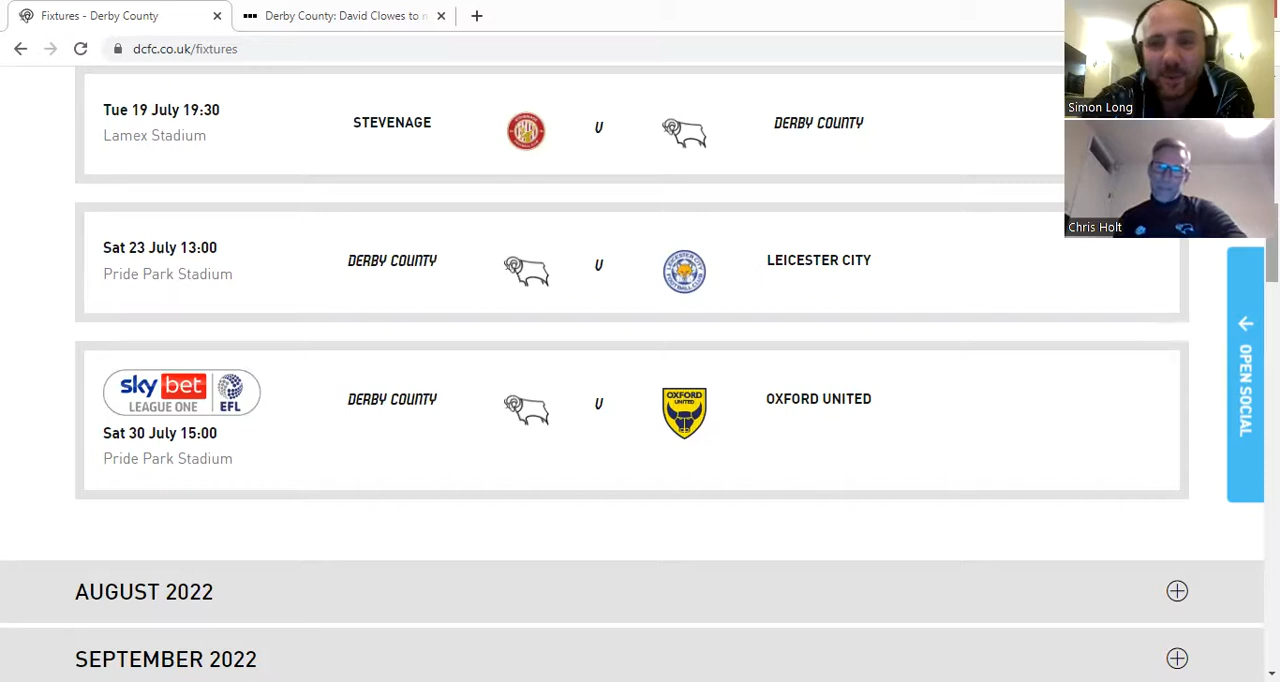 Fixtures - Derby County
Derby County: David Clowes to
dcfc.co.uk/fixtures
Simon Long
Chris Holt
Tue 19 July 19:30
Lamex Stadium
STEVENAGE
V
DERBY COUNTY
Sat 23 July 13:00
Pride Park Stadium
DERBY COUNTY
V
LEICESTER CITY
sky bet
LEAGUE ONE
EFL
Sat 30 July 15:00
Pride Park Stadium
DERBY COUNTY
V
OXFORD UNITED
OXFORD
UNITED
OPEN SOCIAL
AUGUST 2022
SEPTEMBER 2022